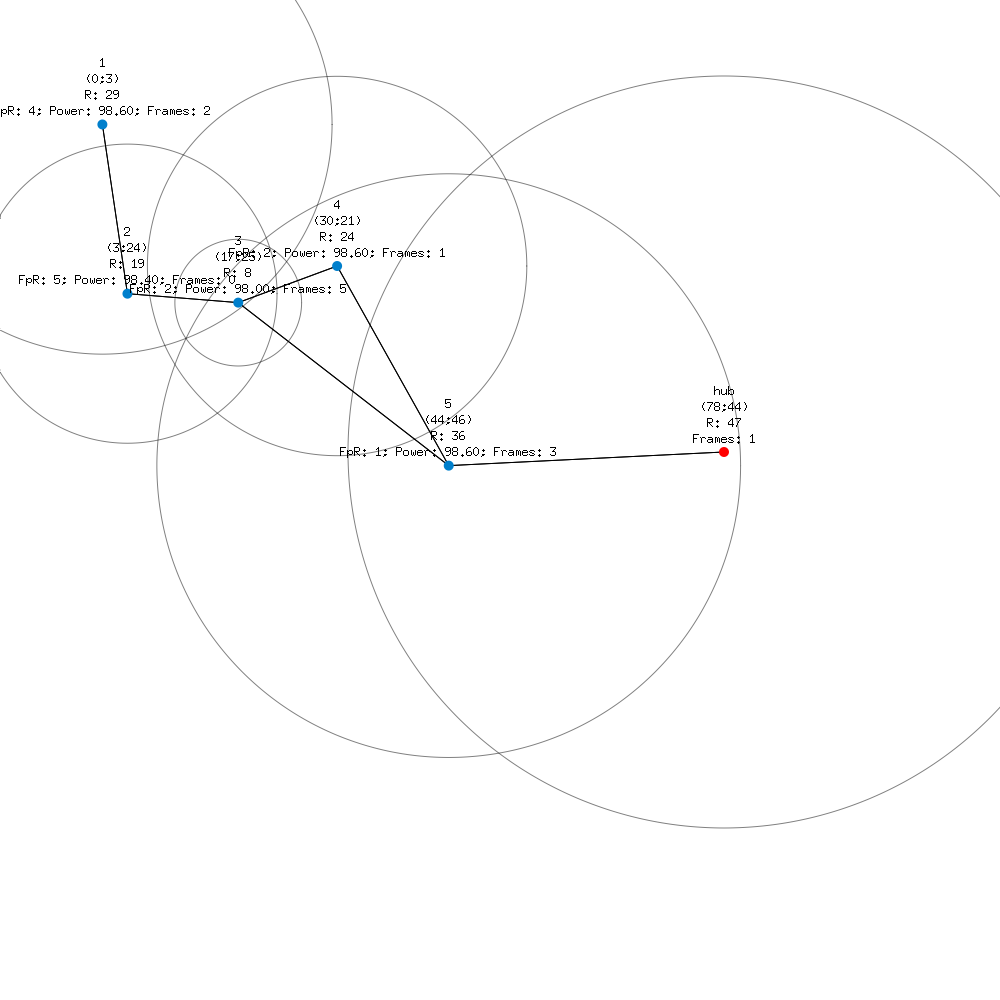 1
(0;3)
R: 29
pR: 4; Power: 98.60; Frames: 2
2
(3;24)
R: 19
FpR: 5; Power: 98.40; Frames: 0
3
(17;25)
R: 8
FpR: 2; Power: 98.00; Frames: 5
4
(30;21)
R: 24
FpR: 2; Power: 98.60; Frames: 1
5
(44;46)
R: 36
FpR: 1; Power: 98.60; Frames: 3
hub
(78;44)
R: 47
Frames: 1